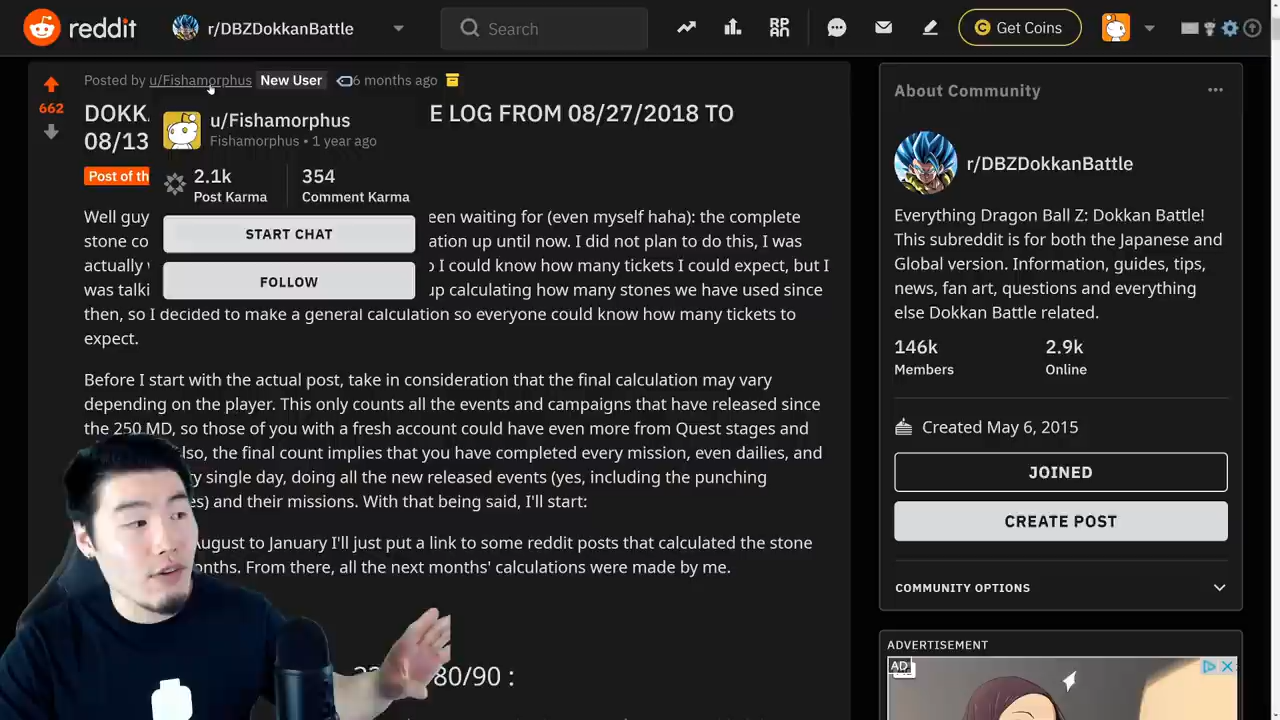 reddit
r/DBZDokkanBattle
Search
Get Coins
Posted by u/Fishamorphus New User 6 months ago
662
DOKK
E LOG FROM 08/27/2018 TO
08/13
u/Fishamorphus
Fishamorphus • 1 year ago
Post of th
2.1k
Post Karma
354
Comment Karma
START CHAT
FOLLOW
Well guy een waiting for (even myself haha): the complete
stone co ation up until now. I did not plan to do this, I was
actually I could know how many tickets I could expect, but I
was talki up calculating how many stones we have used since
then, so I decided to make a general calculation so everyone could know how many tickets to
expect.
Before I start with the actual post, take in consideration that the final calculation may vary
depending on the player. This only counts all the events and campaigns that have released since
the 250 MD, so those of you with a fresh account could have even more from Quest stages and
lso, the final count implies that you have completed every mission, even dailies, and
ry single day, doing all the new released events (yes, including the punching
es) and their missions. With that being said, I'll start:
August to January I'll just put a link to some reddit posts that calculated the stone
onths. From there, all the next months' calculations were made by me.
80/90 :
About Community
r/DBZDokkanBattle
Everything Dragon Ball Z: Dokkan Battle!
This subreddit is for both the Japanese and
Global version. Information, guides, tips,
news, fan art, questions and everything
else Dokkan Battle related.
146k
Members
2.9k
Online
Created May 6, 2015
JOINED
CREATE POST
COMMUNITY OPTIONS
ADVERTISEMENT
AD